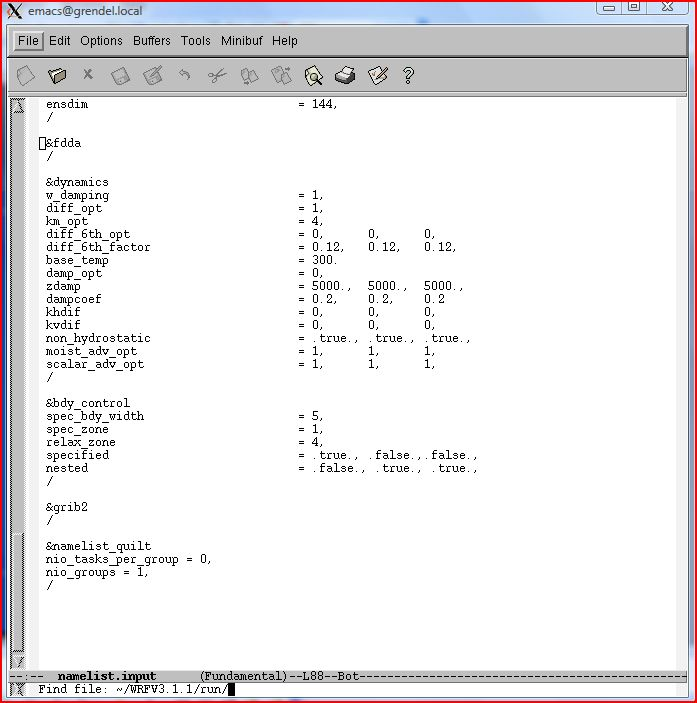 emacs@grendel.local
File Edit Options Buffers Tools Minibuf Help
ensdim = 144,
/
&fdda
/
&dynamics
w_damping = 1,
diff_opt = 1,
km_opt = 4,
diff_6th_opt = 0, 0, 0,
diff_6th_factor = 0.12, 0.12, 0.12,
base_temp = 300.
damp_opt = 0,
zdamp = 5000., 5000., 5000.,
dampcoef = 0.2, 0.2, 0.2
khdif = 0, 0, 0,
kvdif = 0, 0, 0,
non_hydrostatic = .true., .true., .true.,
moist_adv_opt = 1, 1, 1,
scalar_adv_opt = 1, 1, 1,
/
&bdy_control
spec_bdy_width = 5,
spec_zone = 1,
relax_zone = 4,
specified = .true., .false.,.false.,
nested = .false., .true., .true.,
/
&grib2
/
&namelist_quilt
nio_tasks_per_group = 0,
nio_groups = 1,
/
--:-- namelist.input (Fundamental)--L88--Bot--------------------------------------------------
Find file: ~/WRFV3.1.1/run/